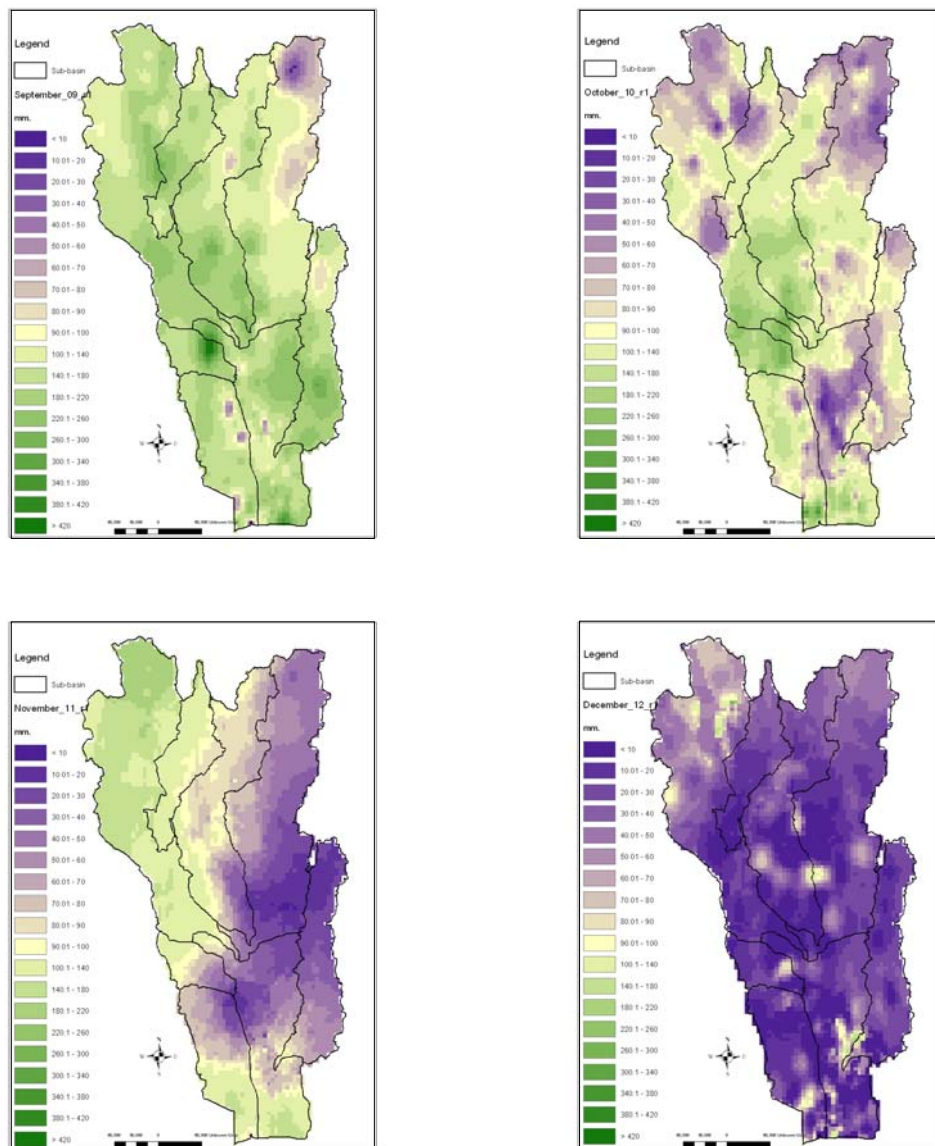 Legend
Sub-basin
September_09_r1
mm.
< 10
10.01 - 20
20.01 - 30
30.01 - 40
40.01 - 50
50.01 - 60
60.01 - 70
70.01 - 80
80.01 - 90
90.01 - 100
100.1 - 140
140.1 - 180
180.1 - 220
220.1 - 260
260.1 - 300
300.1 - 340
340.1 - 380
380.1 - 420
> 420
N
S
Legend
Sub-basin
October_10_r1
mm.
< 10
10.01 - 20
20.01 - 30
30.01 - 40
40.01 - 50
50.01 - 60
60.01 - 70
70.01 - 80
80.01 - 90
90.01 - 100
100.1 - 140
140.1 - 180
180.1 - 220
220.1 - 260
260.1 - 300
300.1 - 340
340.1 - 380
380.1 - 420
> 420
N
S
Legend
Sub-basin
November_11_r
mm.
< 10
10.01 - 20
20.01 - 30
30.01 - 40
40.01 - 50
50.01 - 60
60.01 - 70
70.01 - 80
80.01 - 90
90.01 - 100
100.1 - 140
140.1 - 180
180.1 - 220
220.1 - 260
260.1 - 300
300.1 - 340
340.1 - 380
380.1 - 420
> 420
N
S
Legend
Sub-basin
December_12_r
mm.
< 10
10.01 - 20
20.01 - 30
30.01 - 40
40.01 - 50
50.01 - 60
60.01 - 70
70.01 - 80
80.01 - 90
90.01 - 100
100.1 - 140
140.1 - 180
180.1 - 220
220.1 - 260
260.1 - 300
300.1 - 340
340.1 - 380
380.1 - 420
> 420
N
S